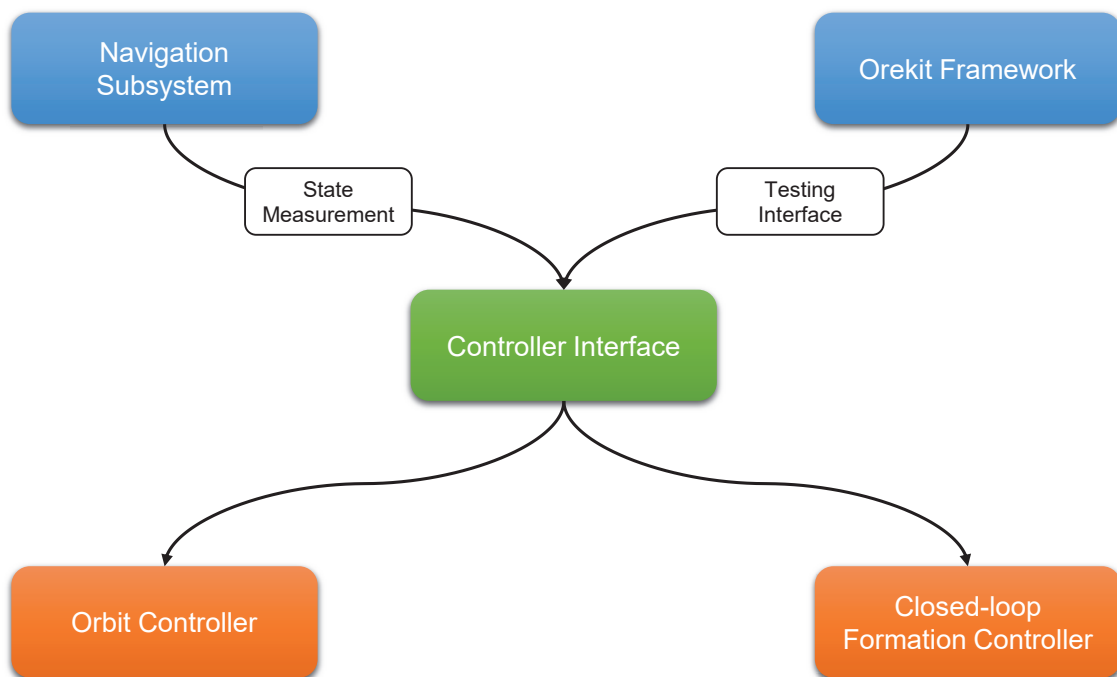 Navigation
Subsystem
Orekit Framework
State
Measurement
Testing
Interface
Controller Interface
Orbit Controller
Closed-loop
Formation Controller